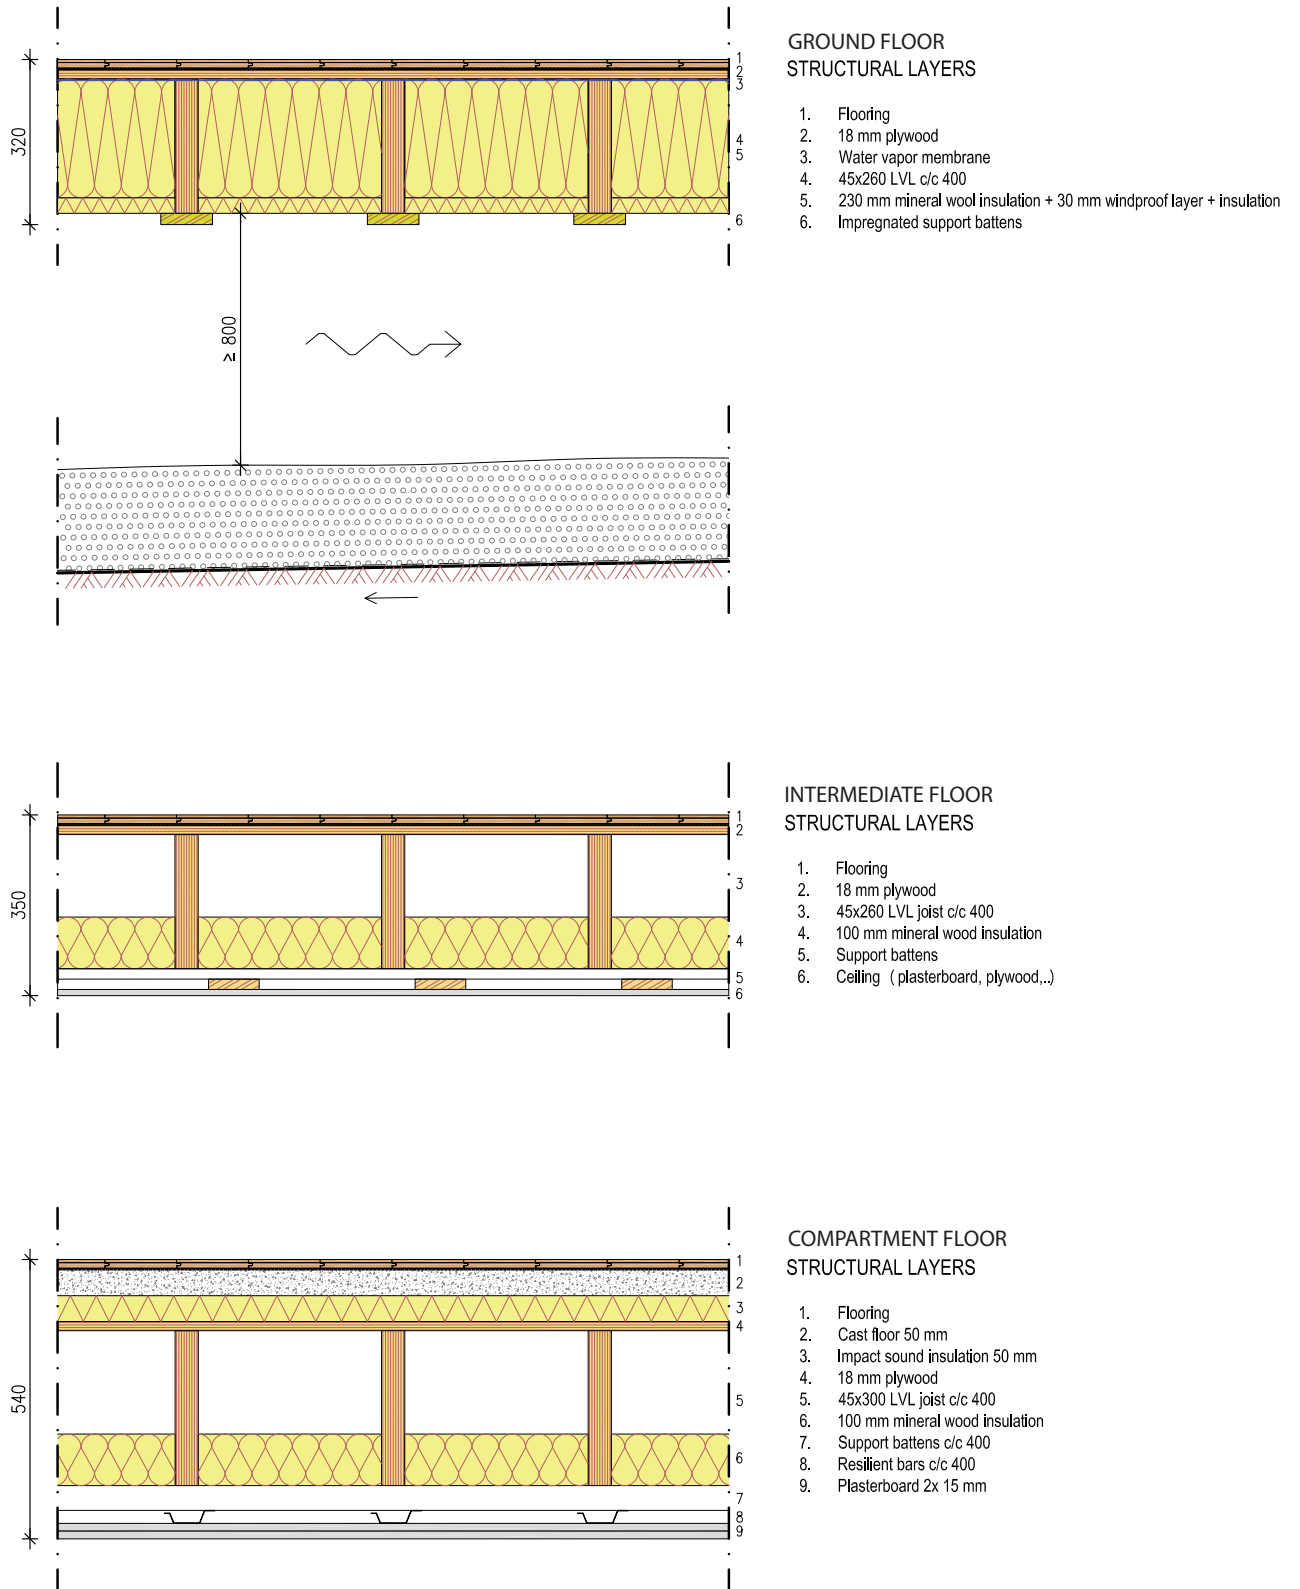 GROUND FLOOR
STRUCTURAL LAYERS
1. Flooring
2. 18 mm plywood
3. Water vapor membrane
4. 45x260 LVL c/c 400
5. 230 mm mineral wool insulation + 30 mm windproof layer + insulation
6. Impregnated support battens
320
1
2
3
4
5
6
≥ 800
INTERMEDIATE FLOOR
STRUCTURAL LAYERS
1. Flooring
2. 18 mm plywood
3. 45x260 LVL joist c/c 400
4. 100 mm mineral wood insulation
5. Support battens
6. Ceiling ( plasterboard, plywood,..)
350
1
2
3
4
5
6
COMPARTMENT FLOOR
STRUCTURAL LAYERS
1. Flooring
2. Cast floor 50 mm
3. Impact sound insulation 50 mm
4. 18 mm plywood
5. 45x300 LVL joist c/c 400
6. 100 mm mineral wood insulation
7. Support battens c/c 400
8. Resilient bars c/c 400
9. Plasterboard 2x 15 mm
540
1
2
3
4
5
6
7
8
9